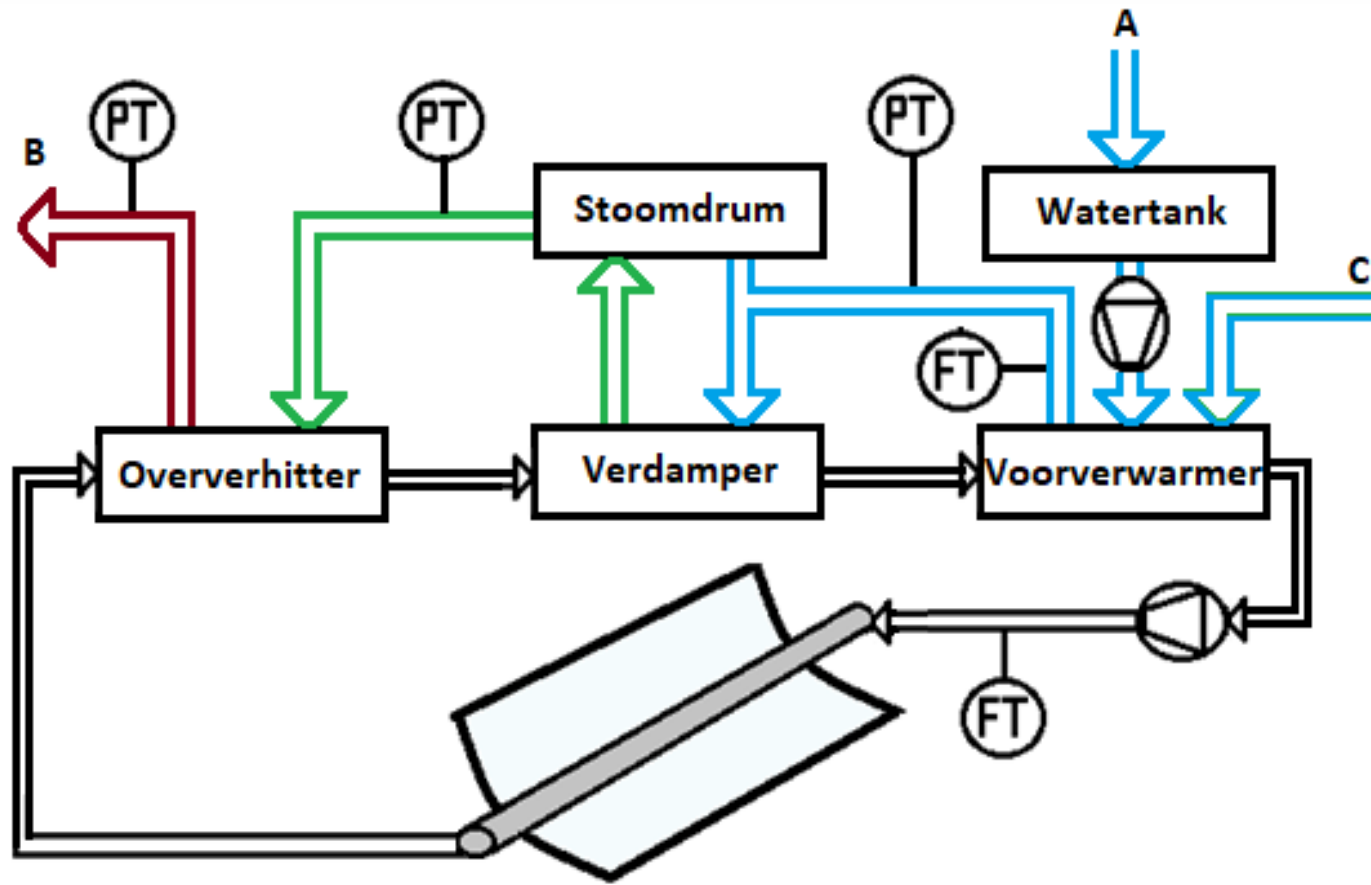 A
PT
PT
PT
B
Stoomdrum
Watertank
C
FT
Oververhitter
Verdamper
Voorverwarmer
FT